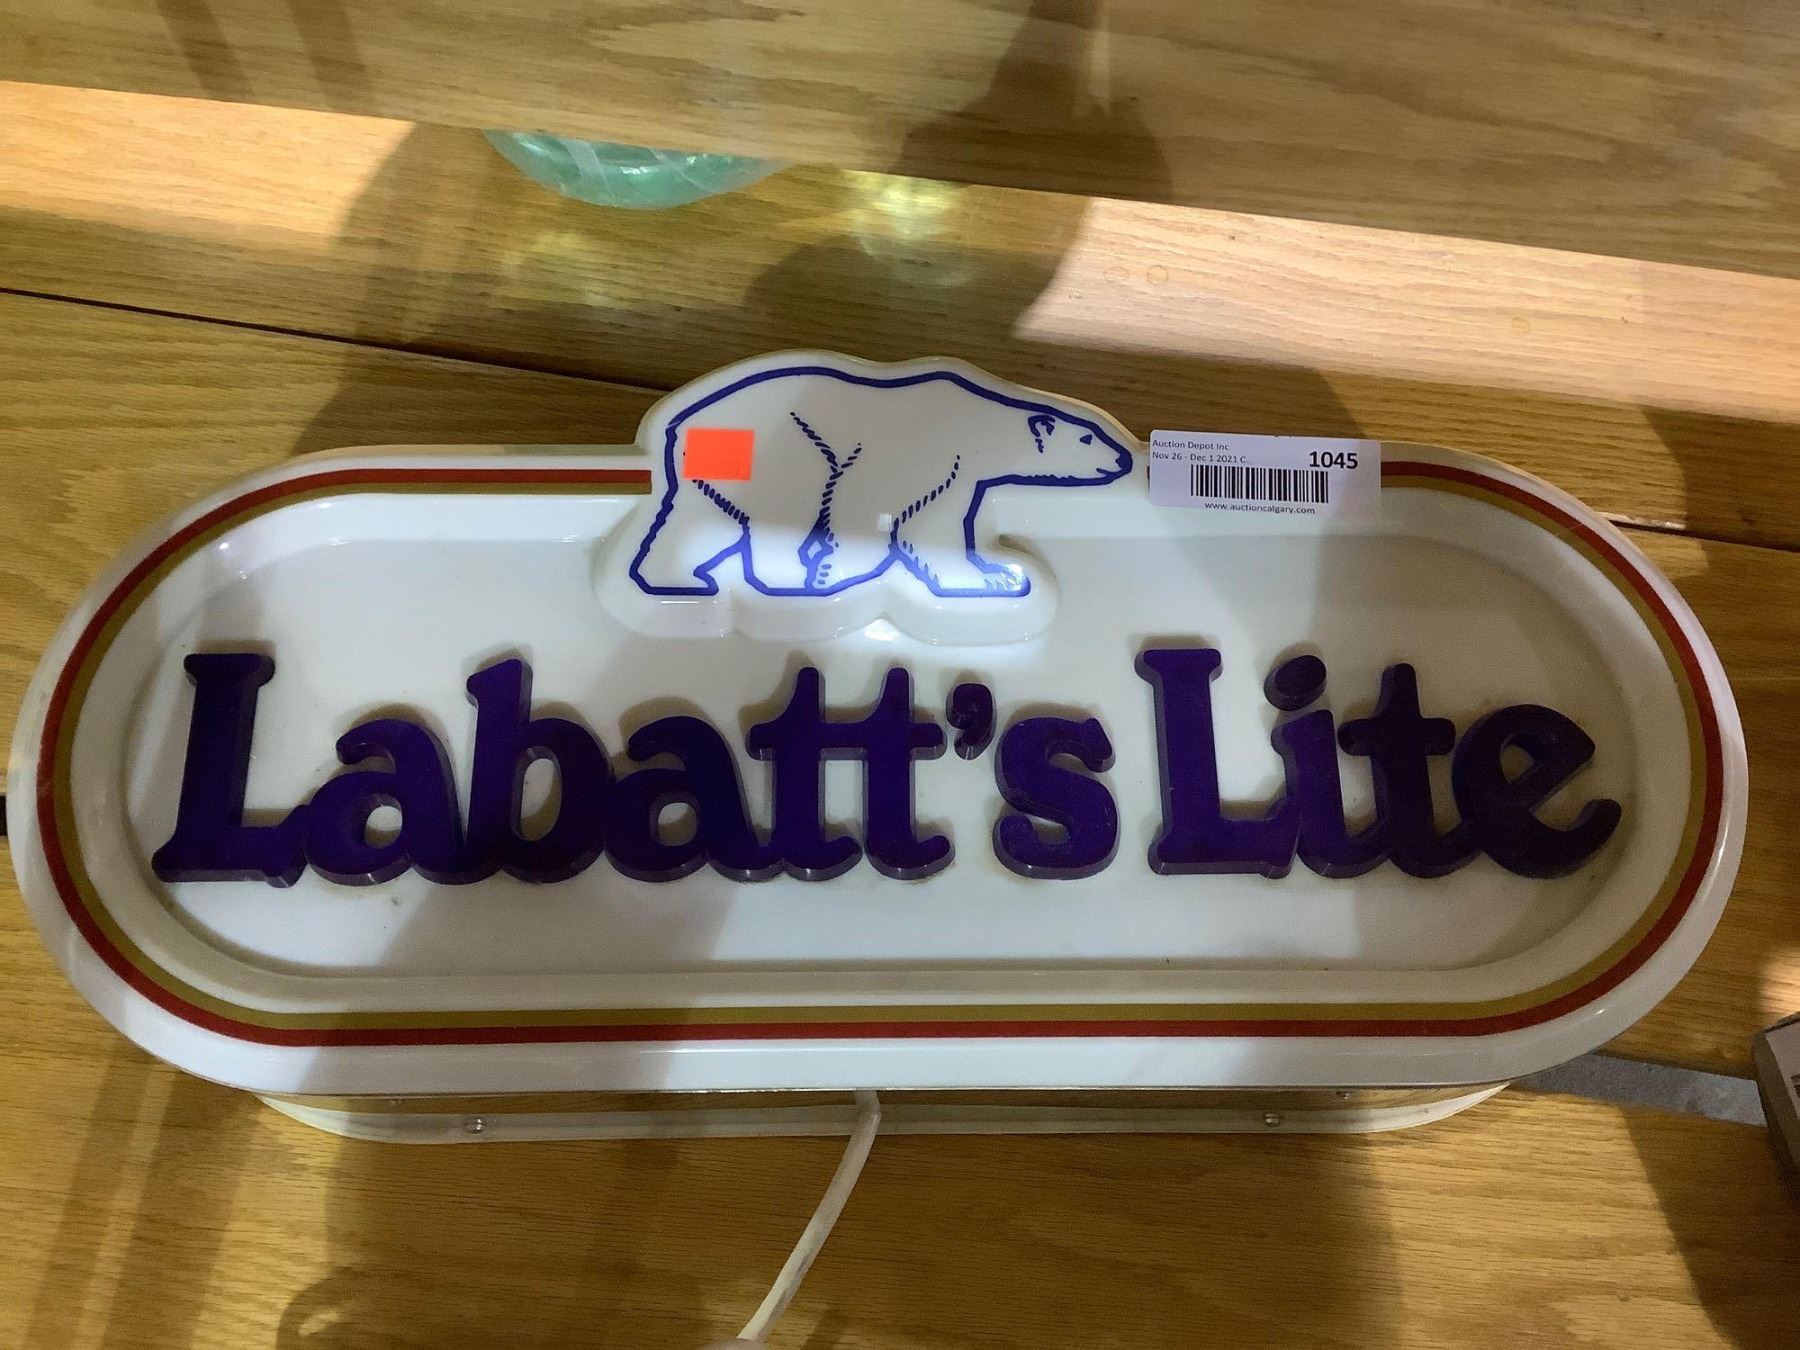 Auction Depot Inc
Nov 26 - Dec 1 2021 C...
1045
www.auctioncalgary.com
Labatt's Lite